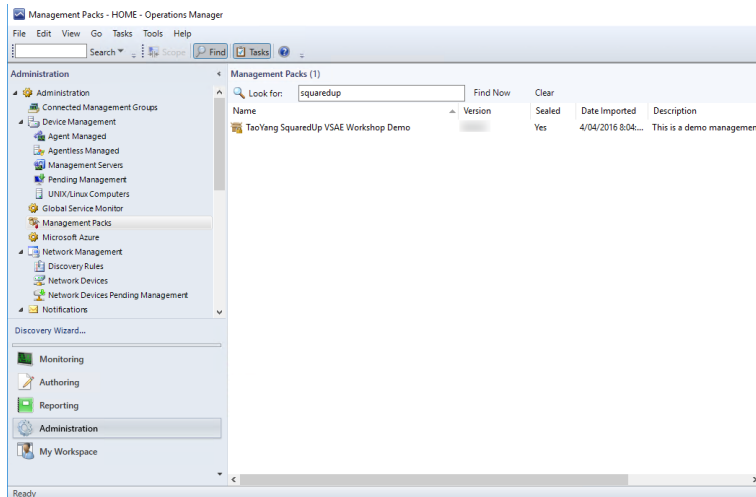 Management Packs - HOME - Operations Manager
File Edit View Go Tasks Tools Help
Search Scope Find Tasks
Administration
Administration
Connected Management Groups
Device Management
Agent Managed
Agentless Managed
Management Servers
Pending Management
UNIX/Linux Computers
Global Service Monitor
Management Packs
Microsoft Azure
Network Management
Discovery Rules
Network Devices
Network Devices Pending Management
Notifications
Discovery Wizard...
Monitoring
Authoring
Reporting
Administration
My Workspace
Management Packs (1)
Look for: squaredup Find Now Clear
Name Version Sealed Date Imported Description
TaoYang SquaredUp VSAE Workshop Demo Yes 4/04/2016 8:04:... This is a demo managemen
Ready